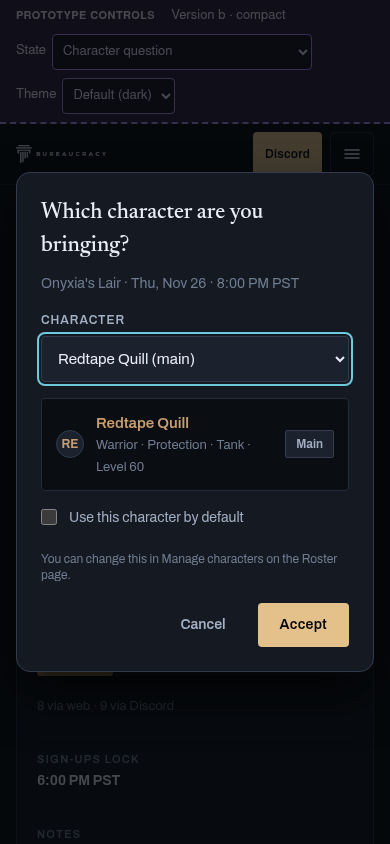 PROTOTYPE CONTROLS Version b · compact
State Character question
Theme Default (dark)
BUREAUCRACY Discord
Which character are you
bringing?
Onyxia's Lair · Thu, Nov 26 · 8:00 PM PST
CHARACTER
Redtape Quill (main)
RE Redtape Quill
Warrior · Protection · Tank · Main
Level 60
Use this character by default
You can change this in Manage characters on the Roster
page.
Cancel Accept
8 via web · 9 via Discord
SIGN-UPS LOCK
6:00 PM PST
NOTES